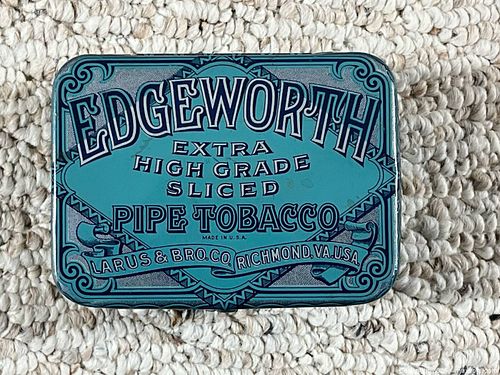 EDGEWORTH
EXTRA
HIGH GRADE
SLICED
PIPE TOBACCO
MADE IN U.S.A.
LARUS & BRO. CO. RICHMOND, VA. U.S.A.